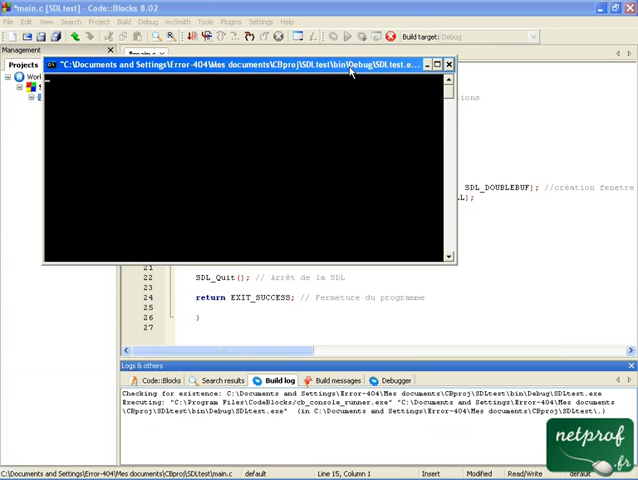 *main.c [SDLtest] - Code::Blocks 8.02
File Edit View Search Project Build Debug wxSmith Tools Plugins Settings Help
Build target: Debug
Management
Projects
*main.c
"C:\Documents and Settings\Error-404\Mes documents\CBproj\SDLtest\bin\Debug\SDLtest.e...
Work
S
ions
SDL_DOUBLEBUF); //création fenetre
LL);
21
22 SDL_Quit(); // Arrét de la SDL
23
24 return EXIT_SUCCESS; // Fermeture du programme
25
26 }
27
Logs & others
Code::Blocks Search results Build log Build messages Debugger
Checking for existence: C:\Documents and Settings\Error-404\Mes documents\CBproj\SDLtest\bin\Debug\SDLtest.exe
Executing: "C:\Program Files\CodeBlocks/cb_console_runner.exe" "C:\Documents and Settings\Error-404\Mes documents
\CBproj\SDLtest\bin\Debug\SDLtest.exe" (in C:\Documents and Settings\Error-404\Mes documents\CBproj\SDLtest\.)
netprof
.fr
C:\Documents and Settings\Error-404\Mes documents\CBproj\SDLtest\main.c default Line 15, Column 1 Insert Modified Read/Write default